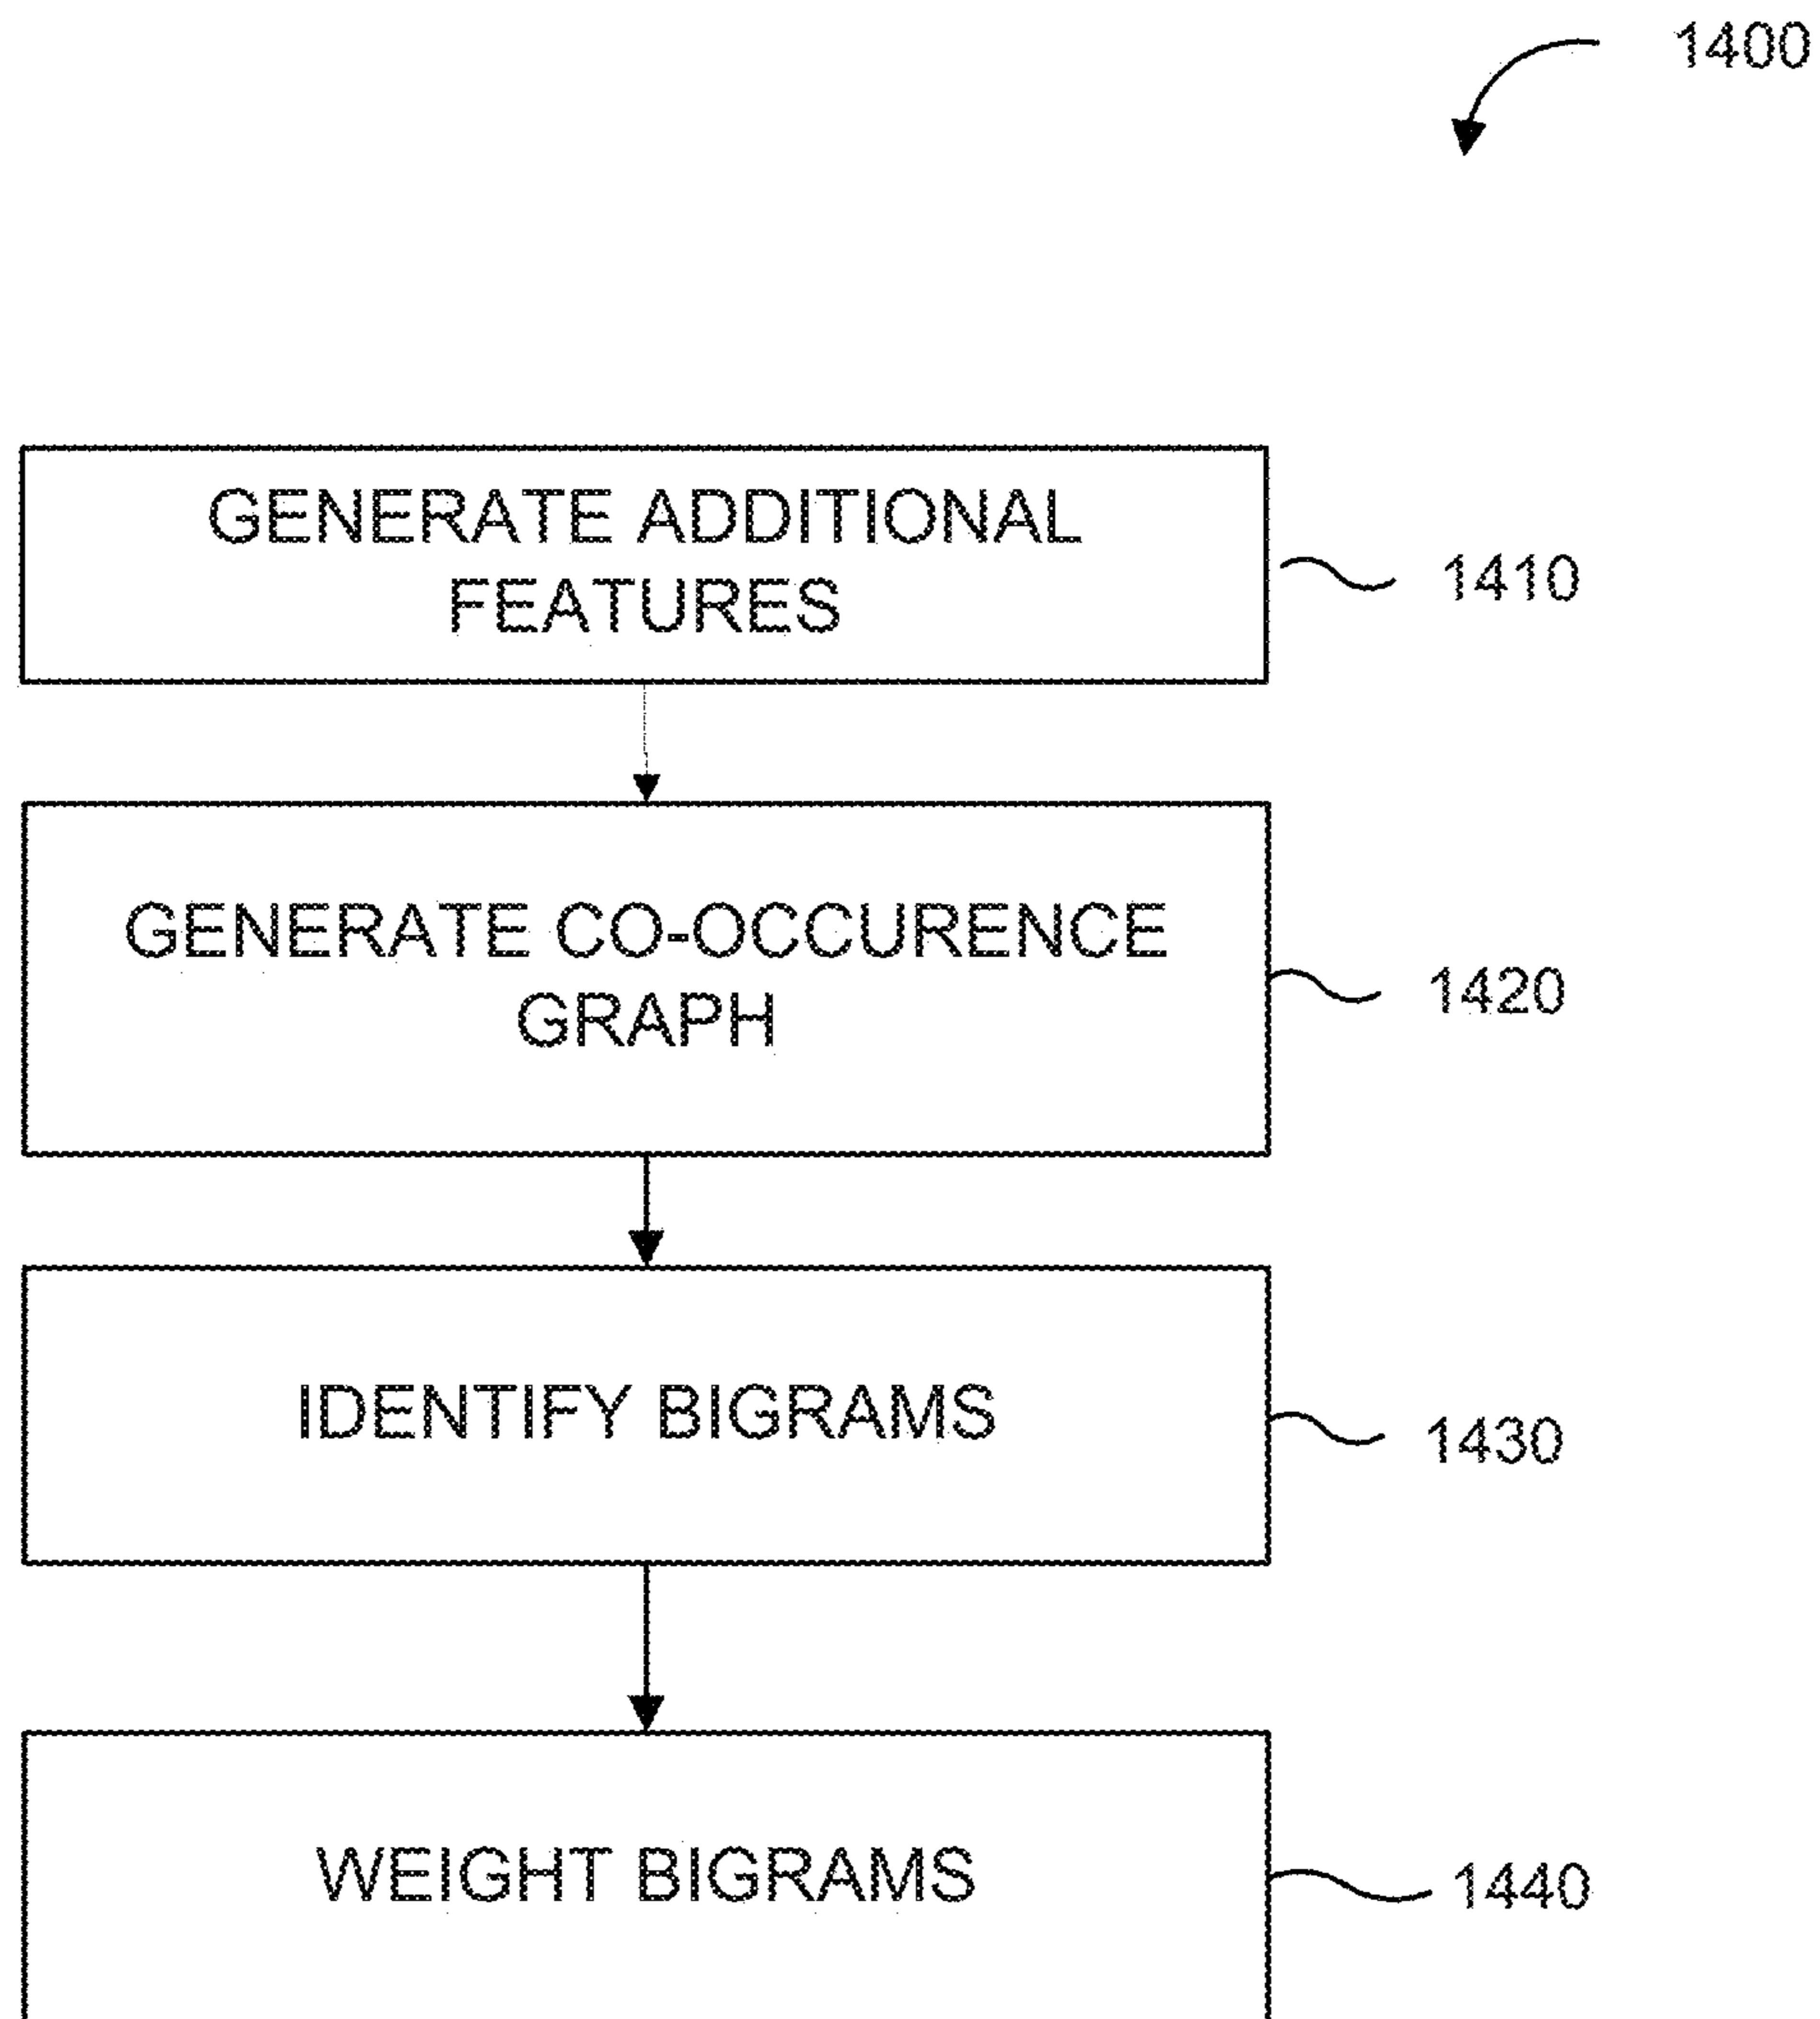 1400
GENERATE ADDITIONAL
FEATURES
1410
GENERATE CO-OCCURENCE
GRAPH
1420
IDENTIFY BIGRAMS
1430
WEIGHT BIGRAMS
1440